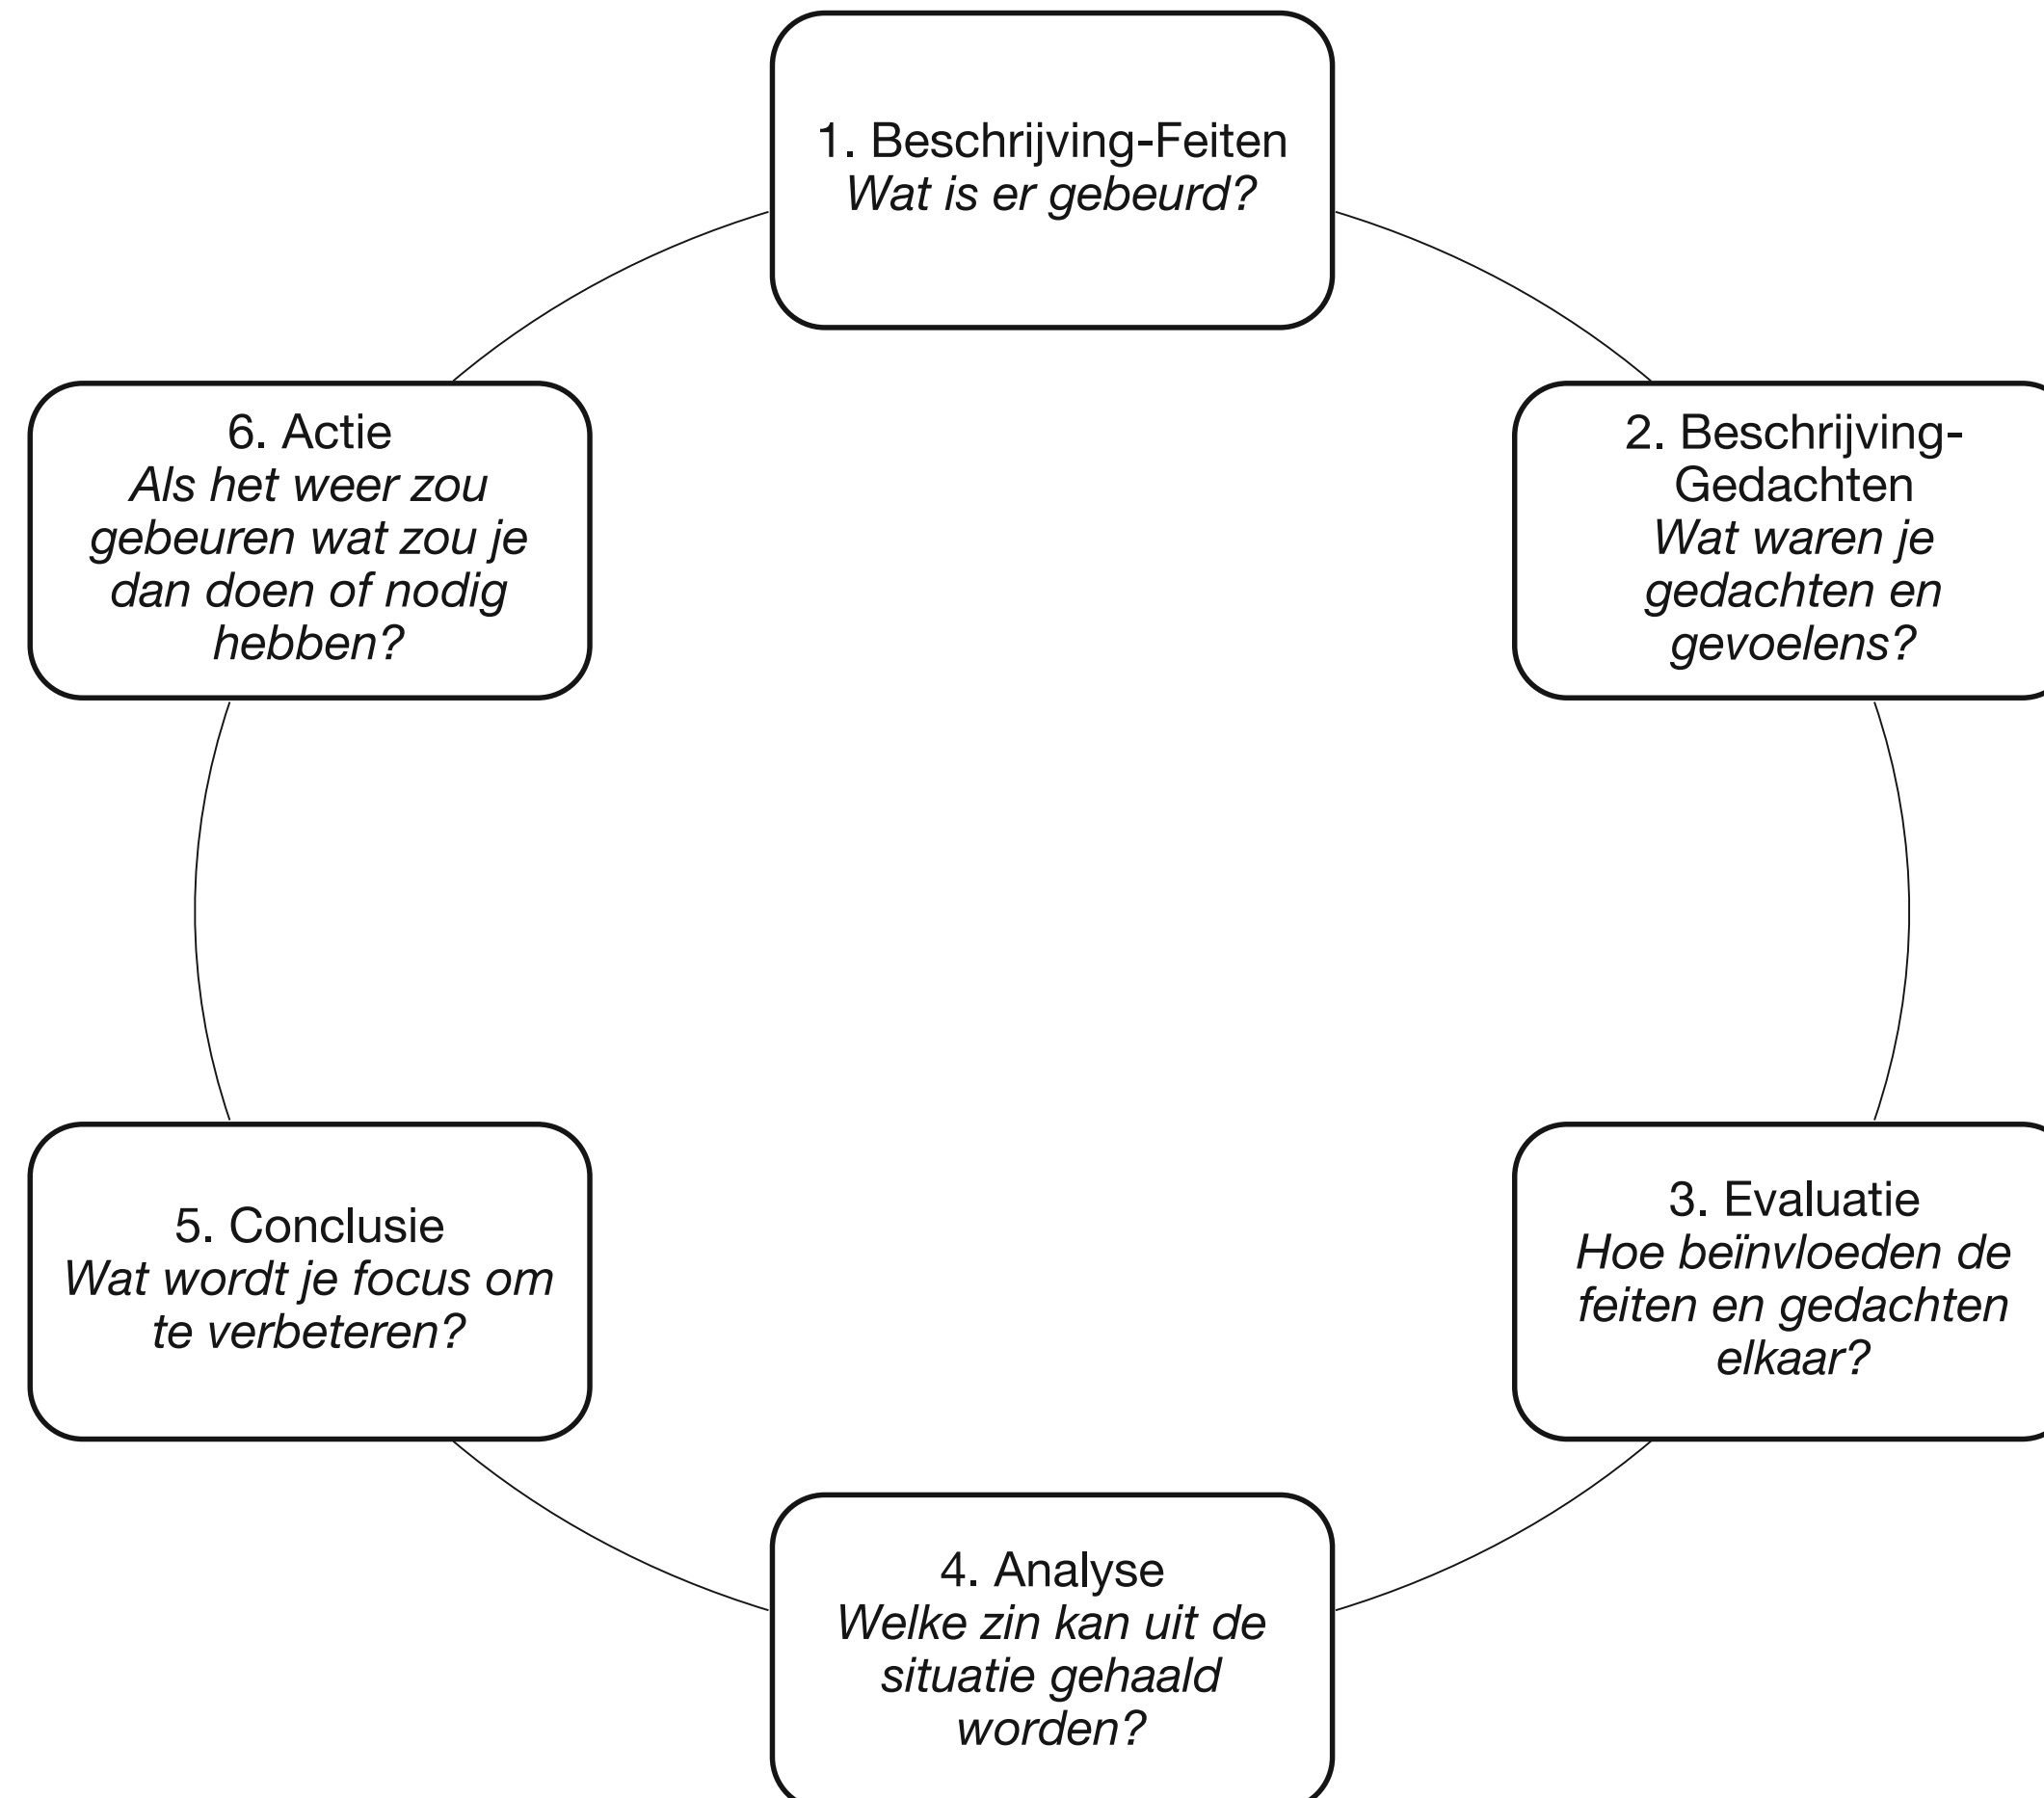 1. Beschrijving-Feiten
Wat is er gebeurd?
2. Beschrijving-
Gedachten
Wat waren je
gedachten en
gevoelens?
3. Evaluatie
Hoe beïnvloeden de
feiten en gedachten
elkaar?
4. Analyse
Welke zin kan uit de
situatie gehaald
worden?
5. Conclusie
Wat wordt je focus om
te verbeteren?
6. Actie
Als het weer zou
gebeuren wat zou je
dan doen of nodig
hebben?